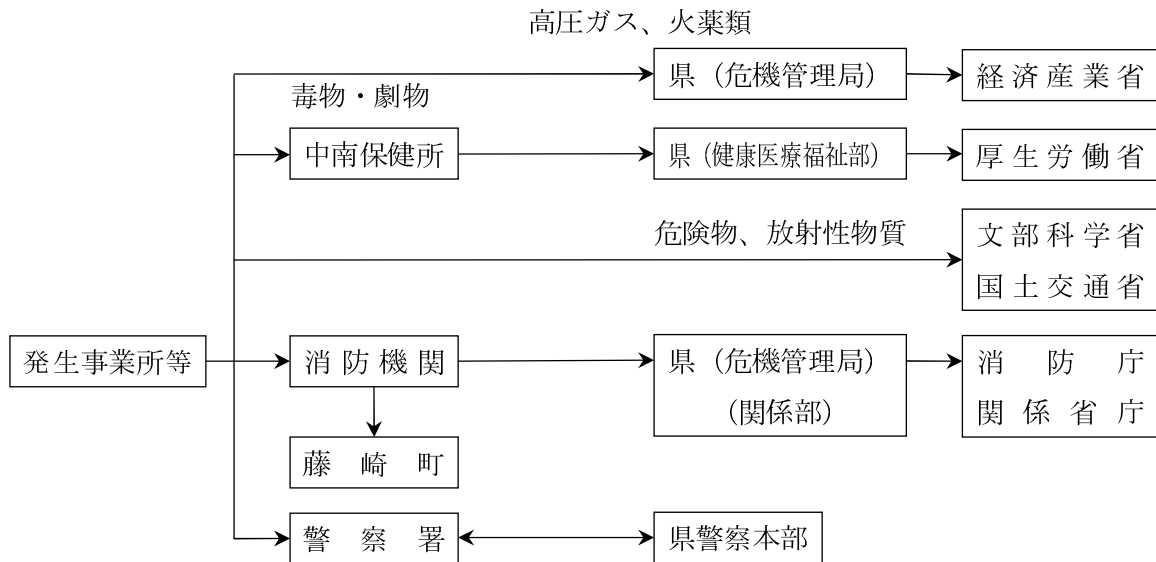 高圧ガス、火薬類
県（危機管理局）
経済産業省
毒物・劇物
中南保健所
県（健康医療福祉部）
厚生労働省
危険物、放射性物質
文部科学省
国土交通省
発生事業所等
消防機関
県（危機管理局）
（関係部）
消防庁
関係省庁
藤崎町
警察署
県警察本部